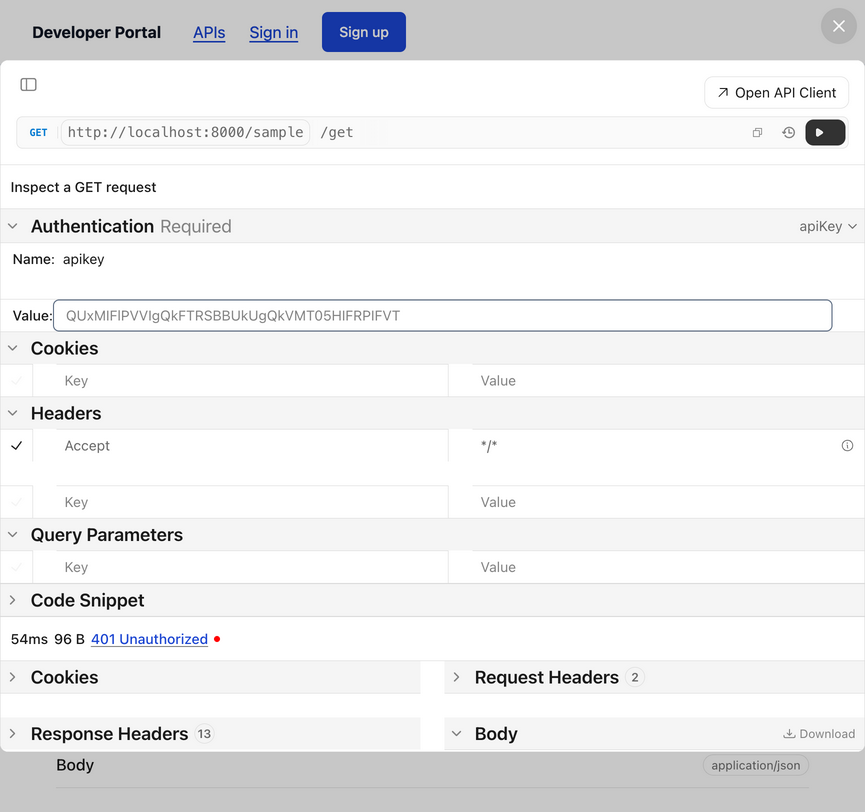 Developer Portal APIs Sign in Sign up
Open API Client
GET http://localhost:8000/sample /get
Inspect a GET request
Authentication Required apiKey
Name: apikey
Value: QUxMIFlPVVIgQkFTRSBBUkUgQkVMT05HIFRPIFVT
Cookies
Key Value
Headers
Accept */*
Key Value
Query Parameters
Key Value
Code Snippet
54ms 96 B 401 Unauthorized
Cookies Request Headers 2
Response Headers 13 Body Download
Body application/json